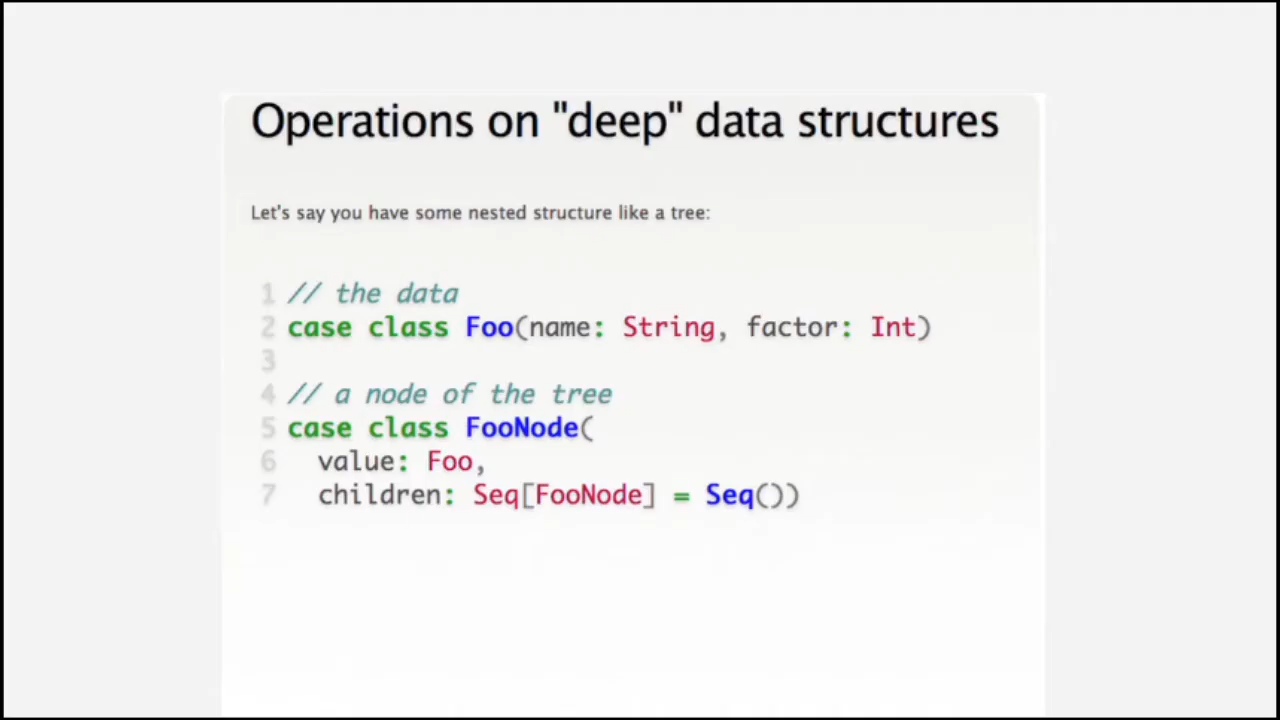 Operations on "deep" data structures
Let's say you have some nested structure like a tree:
1 // the data
2 case class Foo(name: String, factor: Int)
3
4 // a node of the tree
5 case class FooNode(
6   value: Foo,
7   children: Seq[FooNode] = Seq())